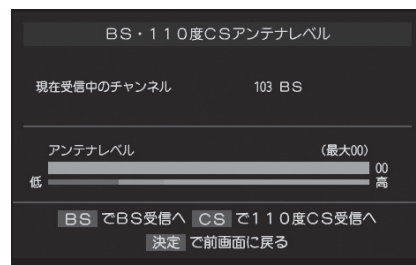 BS・110度CSアンテナレベル
現在受信中のチャンネル 103 BS
アンテナレベル (最大00)
00
低 高
BS でBS受信へ CS で110度CS受信へ
決定 で前画面に戻る